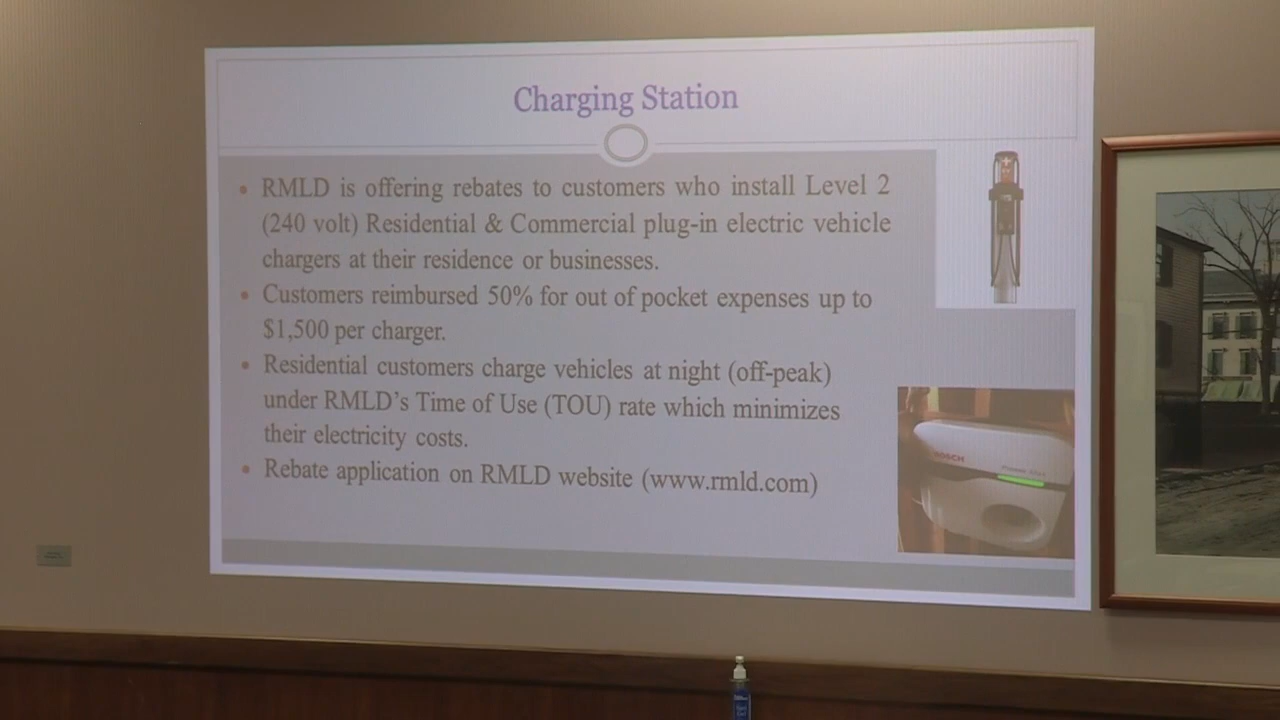 Charging Station
• RMLD is offering rebates to customers who install Level 2
(240 volt) Residential & Commercial plug-in electric vehicle
chargers at their residence or businesses.
• Customers reimbursed 50% for out of pocket expenses up to
$1,500 per charger.
• Residential customers charge vehicles at night (off-peak)
under RMLD's Time of Use (TOU) rate which minimizes
their electricity costs.
• Rebate application on RMLD website (www.rmld.com)
BOSCH